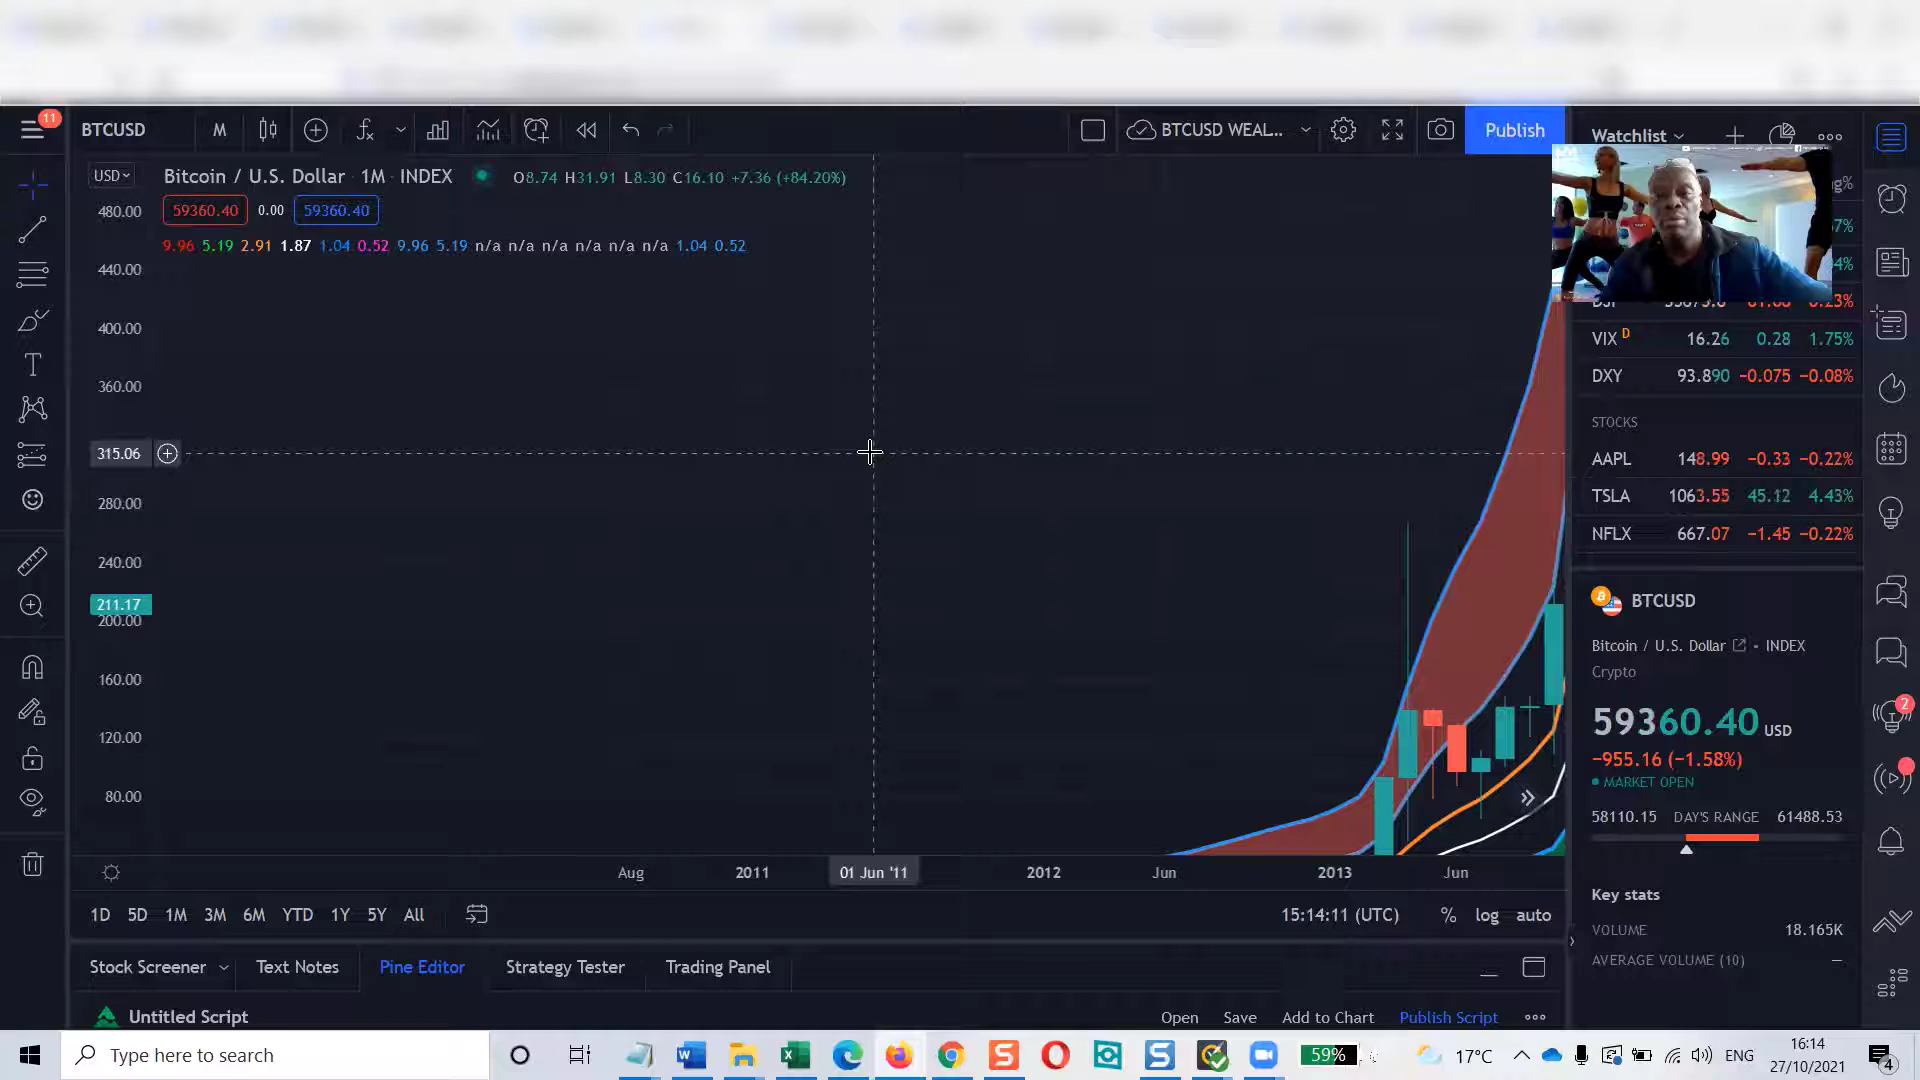 11
BTCUSD M BTCUSD WEAL... Publish Watchlist
USD Bitcoin / U.S. Dollar · 1M · INDEX O8.74 H31.91 L8.30 C16.10 +7.36 (+84.20%)
59360.40 0.00 59360.40
9.96 5.19 2.91 1.87 1.04 0.52 9.96 5.19 n/a n/a n/a n/a n/a n/a 1.04 0.52
480.00
440.00
400.00
360.00
315.06
280.00
240.00
211.17
200.00
160.00
120.00
80.00
Aug 2011 01 Jun '11 2012 Jun 2013 Jun
1D 5D 1M 3M 6M YTD 1Y 5Y All 15:14:11 (UTC) % log auto
Stock Screener Text Notes Pine Editor Strategy Tester Trading Panel
Untitled Script Open Save Add to Chart Publish Script
g%
7%
4%
VIX D 16.26 0.28 1.75%
DXY 93.890 −0.075 −0.08%
STOCKS
AAPL 148.99 −0.33 −0.22%
TSLA 1063.55 45.12 4.43%
NFLX 667.07 −1.45 −0.22%
BTCUSD
Bitcoin / U.S. Dollar • INDEX
Crypto
59360.40 USD
−955.16 (−1.58%)
MARKET OPEN
58110.15 DAY'S RANGE 61488.53
Key stats
VOLUME 18.165K
AVERAGE VOLUME (10) —
2
Type here to search 59% 17°C ENG 16:14
27/10/2021 4